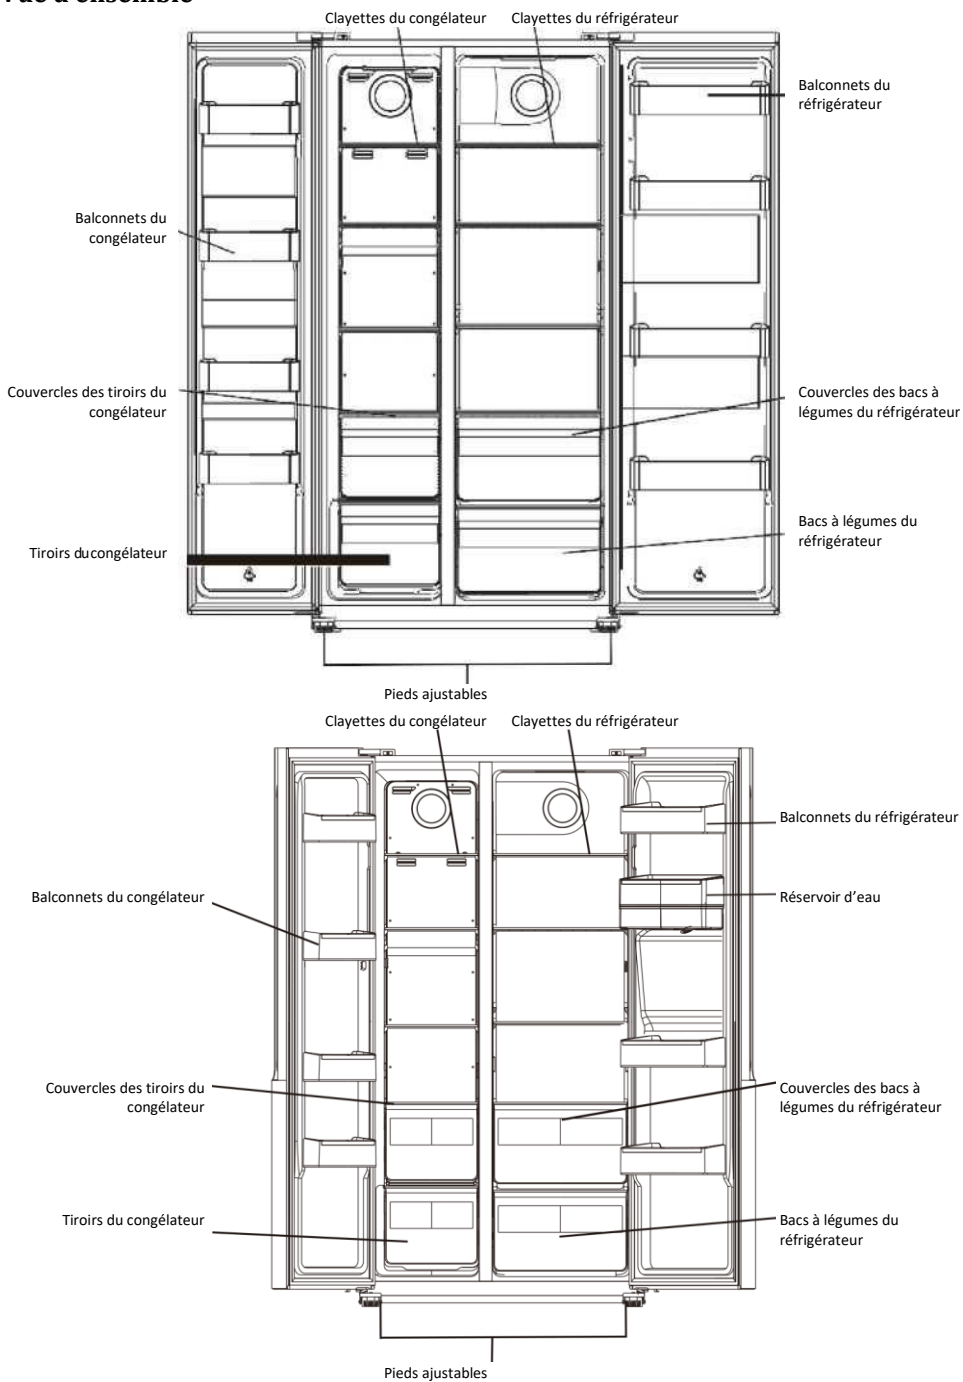 Vue d'ensemble
Clayettes du congélateur
Clayettes du réfrigérateur
Balconnets du
réfrigérateur
Balconnets du
congélateur
Couvercles des tiroirs du
congélateur
Couvercles des bacs à
légumes du réfrigérateur
Bacs à légumes du
réfrigérateur
Tiroirs du congélateur
Pieds ajustables
Clayettes du congélateur
Clayettes du réfrigérateur
Balconnets du réfrigérateur
Balconnets du congélateur
Réservoir d'eau
Couvercles des tiroirs du
congélateur
Couvercles des bacs à
légumes du réfrigérateur
Tiroirs du congélateur
Bacs à légumes du
réfrigérateur
Pieds ajustables